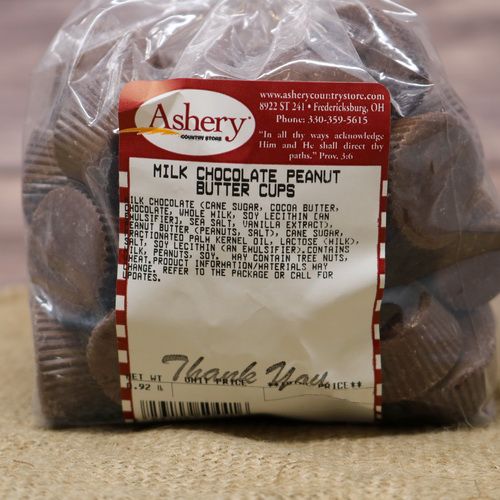 Ashery
COUNTRY STORE
www.asherycountrystore.com
8922 ST 241 • Fredericksburg, OH
Phone: 330-359-5615
“In all thy ways acknowledge
Him and He shall direct thy
paths.” Prov. 3:6
MILK CHOCOLATE PEANUT
BUTTER CUPS
MILK CHOCOLATE (CANE SUGAR, COCOA BUTTER,
CHOCOLATE, WHOLE MILK, SOY LECITHIN (AN
EMULSIFIER), SEA SALT, VANILLA EXTRACT),
PEANUT BUTTER (PEANUTS, SALT), CANE SUGAR,
FRACTIONATED PALM KERNEL OIL, LACTOSE (MILK),
SALT, SOY LECITHIN (AN EMULSIFIER).CONTAINS
MILK, PEANUTS, SOY. MAY CONTAIN TREE NUTS,
WHEAT.PRODUCT INFORMATION/MATERIALS MAY
CHANGE. REFER TO THE PACKAGE OR CALL FOR
UPDATES.
Thank You
NET WT UNIT PRICE PRICE**
0.92 lb